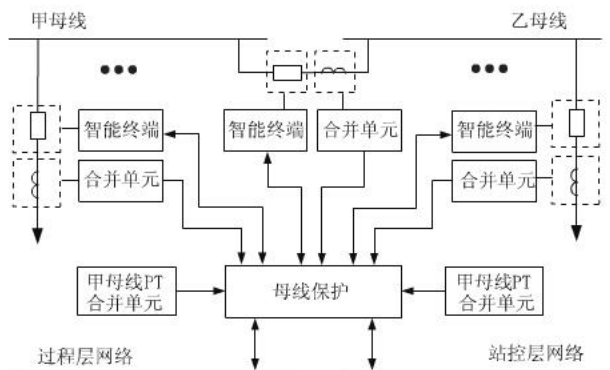 甲母线
乙母线
智能终端
智能终端
合并单元
智能终端
合并单元
合并单元
甲母线PT
合并单元
母线保护
甲母线PT
合并单元
过程层网络
站控层网络